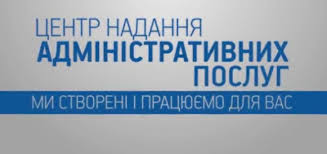 ЦЕНТР НАДАННЯ
АДМІНІСТРАТИВНИХ
ПОСЛУГ
МИ СТВОРЕНІ І ПРАЦЮЄМО ДЛЯ ВАС